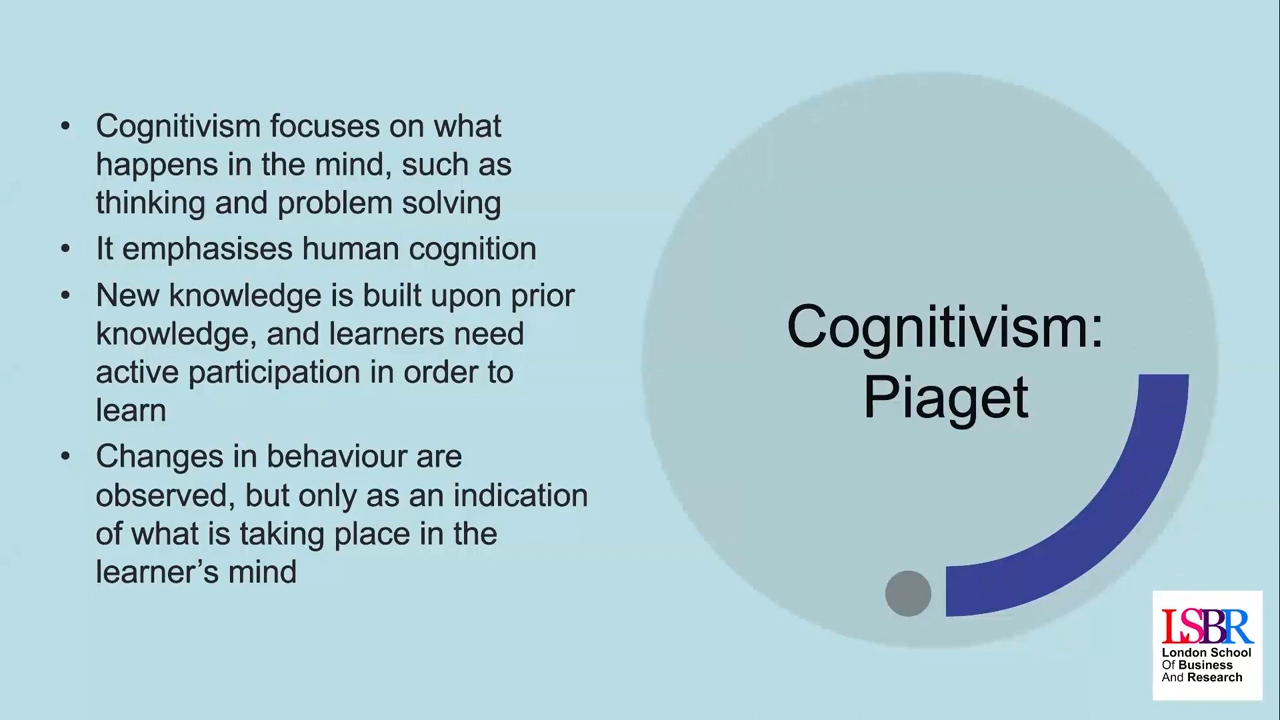 • Cognitivism focuses on what
happens in the mind, such as
thinking and problem solving
• It emphasises human cognition
• New knowledge is built upon prior
knowledge, and learners need
active participation in order to
learn
• Changes in behaviour are
observed, but only as an indication
of what is taking place in the
learner’s mind
Cognitivism:
Piaget
LSBR
London School
Of Business
And Research